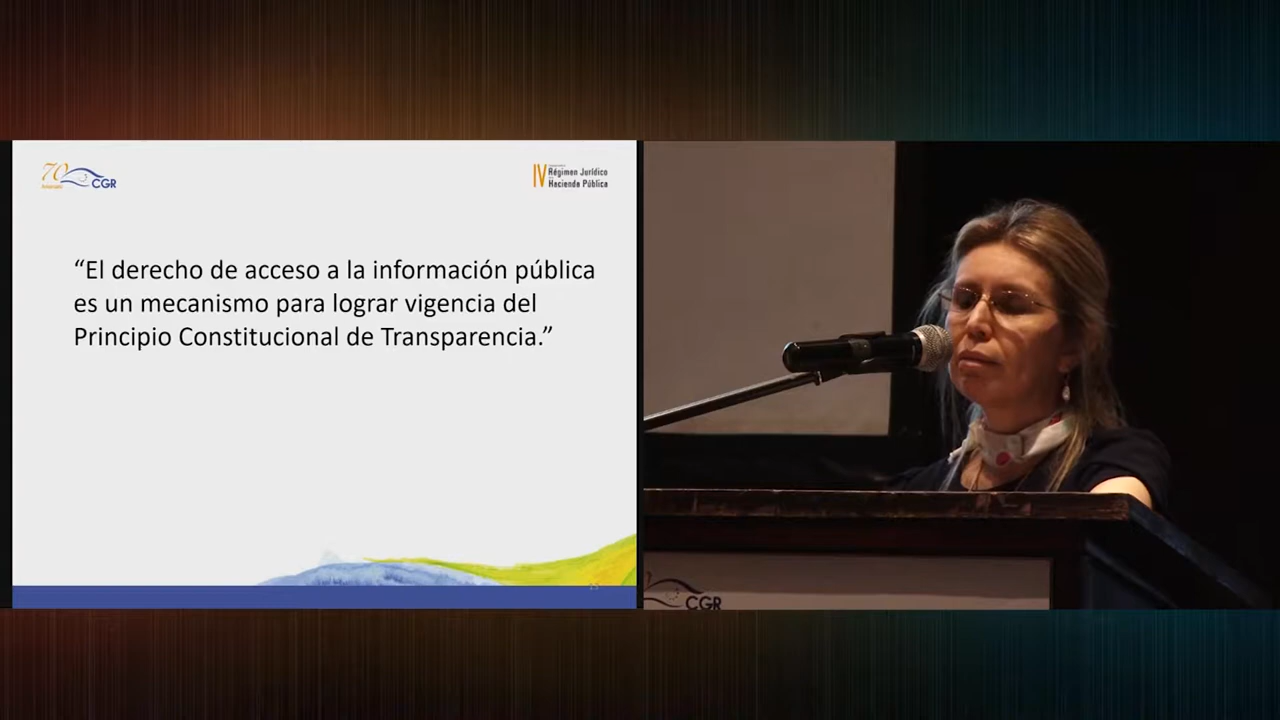 70
CGR
IV Régimen Jurídico
Hacienda Pública
“El derecho de acceso a la información pública
es un mecanismo para lograr vigencia del
Principio Constitucional de Transparencia.”
CGR